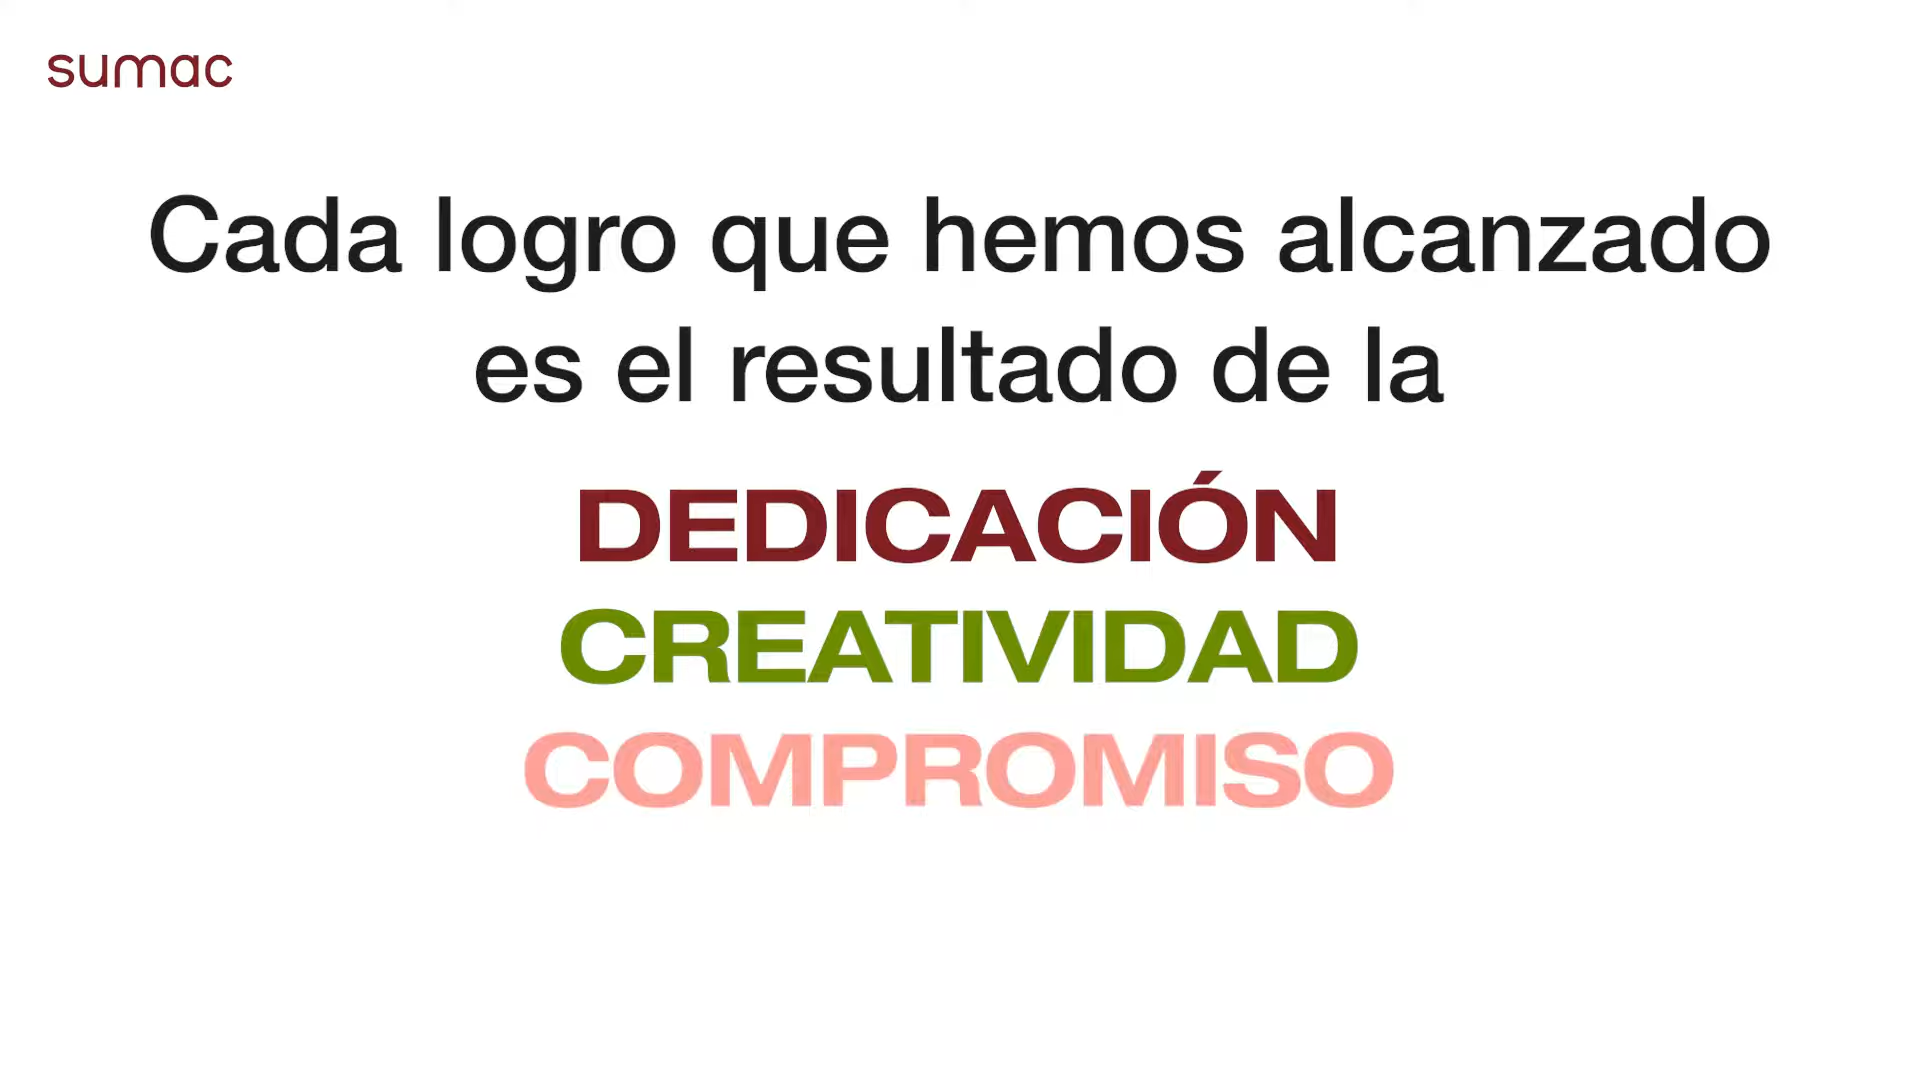 sumac
Cada logro que hemos alcanzado
es el resultado de la
DEDICACIÓN
CREATIVIDAD
COMPROMISO